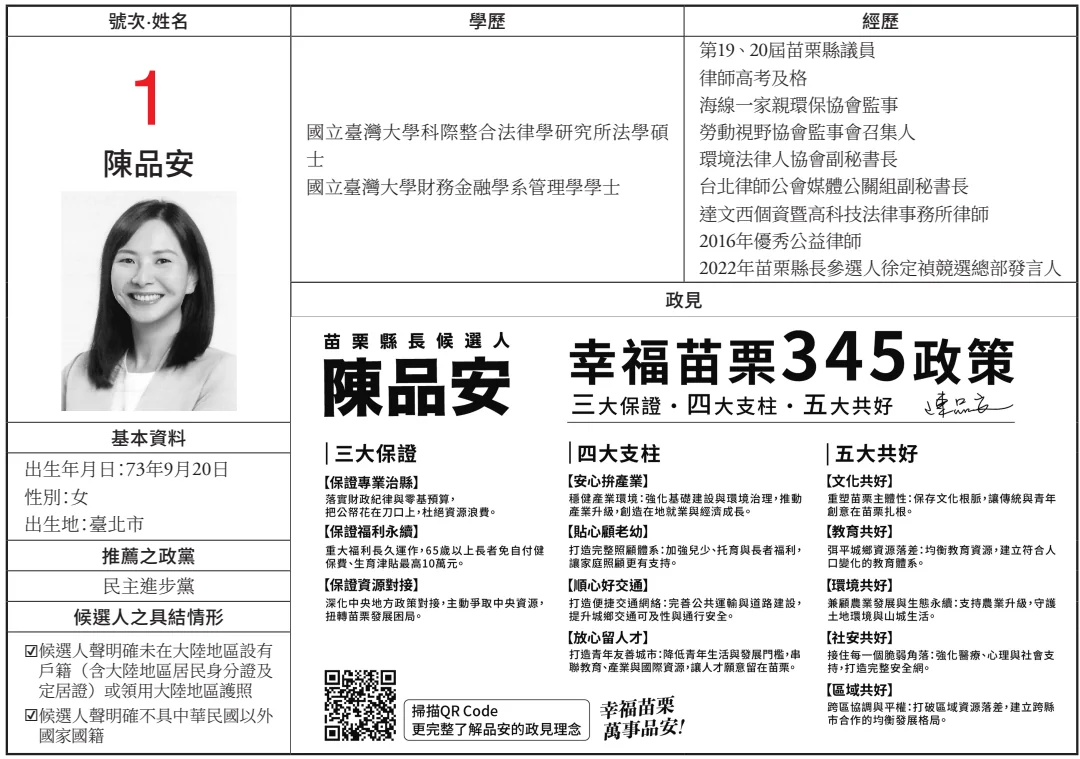 號次·姓名
1
陳品安
基本資料
出生年月日：73年9月20日
性別：女
出生地：臺北市
推薦之政黨
民主進步黨
候選人之具結情形
☑候選人聲明確未在大陸地區設有
戶籍（含大陸地區居民身分證及
定居證）或領用大陸地區護照
☑候選人聲明確不具中華民國以外
國家國籍
學歷
國立臺灣大學科際整合法律學研究所法學碩
士
國立臺灣大學財務金融學系管理學學士
經歷
第19、20屆苗栗縣議員
律師高考及格
海線一家親環保協會監事
勞動視野協會監事會召集人
環境法律人協會副秘書長
台北律師公會媒體公關組副秘書長
達文西個資暨高科技法律事務所律師
2016年優秀公益律師
2022年苗栗縣長參選人徐定禎競選總部發言人
政見
苗栗縣長候選人
陳品安
幸福苗栗345政策
三大保證・四大支柱・五大共好
陳品安
三大保證
【保證專業治縣】
落實財政紀律與零基預算，
把公帑花在刀口上，杜絕資源浪費。
【保證福利永續】
重大福利長久運作，65歲以上長者免自付健
保費、生育津貼最高10萬元。
【保證資源對接】
深化中央地方政策對接，主動爭取中央資源，
扭轉苗栗發展困局。
四大支柱
【安心拚產業】
穩健產業環境：強化基礎建設與環境治理，推動
產業升級，創造在地就業與經濟成長。
【貼心顧老幼】
打造完整照顧體系：加強兒少、托育與長者福利，
讓家庭照顧更有支持。
【順心好交通】
打造便捷交通網絡：完善公共運輸與道路建設，
提升城鄉交通可及性與通行安全。
【放心留人才】
打造青年友善城市：降低青年生活與發展門檻，串
聯教育、產業與國際資源，讓人才願意留在苗栗。
五大共好
【文化共好】
重塑苗栗主體性：保存文化根脈，讓傳統與青年
創意在苗栗扎根。
【教育共好】
弭平城鄉資源落差：均衡教育資源，建立符合人
口變化的教育體系。
【環境共好】
兼顧農業發展與生態永續：支持農業升級，守護
土地環境與山城生活。
【社安共好】
接住每一個脆弱角落：強化醫療、心理與社會支
持，打造完整安全網。
【區域共好】
跨區協調與平權：打破區域資源落差，建立跨縣
市合作的均衡發展格局。
掃描QR Code
更完整了解品安的政見理念
幸福苗栗
萬事品安！